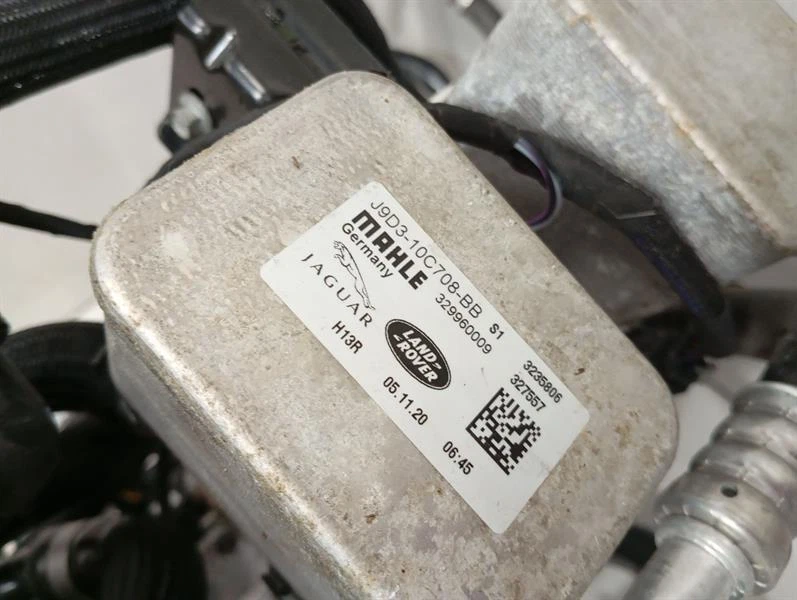 J9D3-10C708-BB S1
MAHLE 329960009
Germany
JAGUAR
LAND-
-ROVER
3235806
327557
H13R 05.11.20 06:45